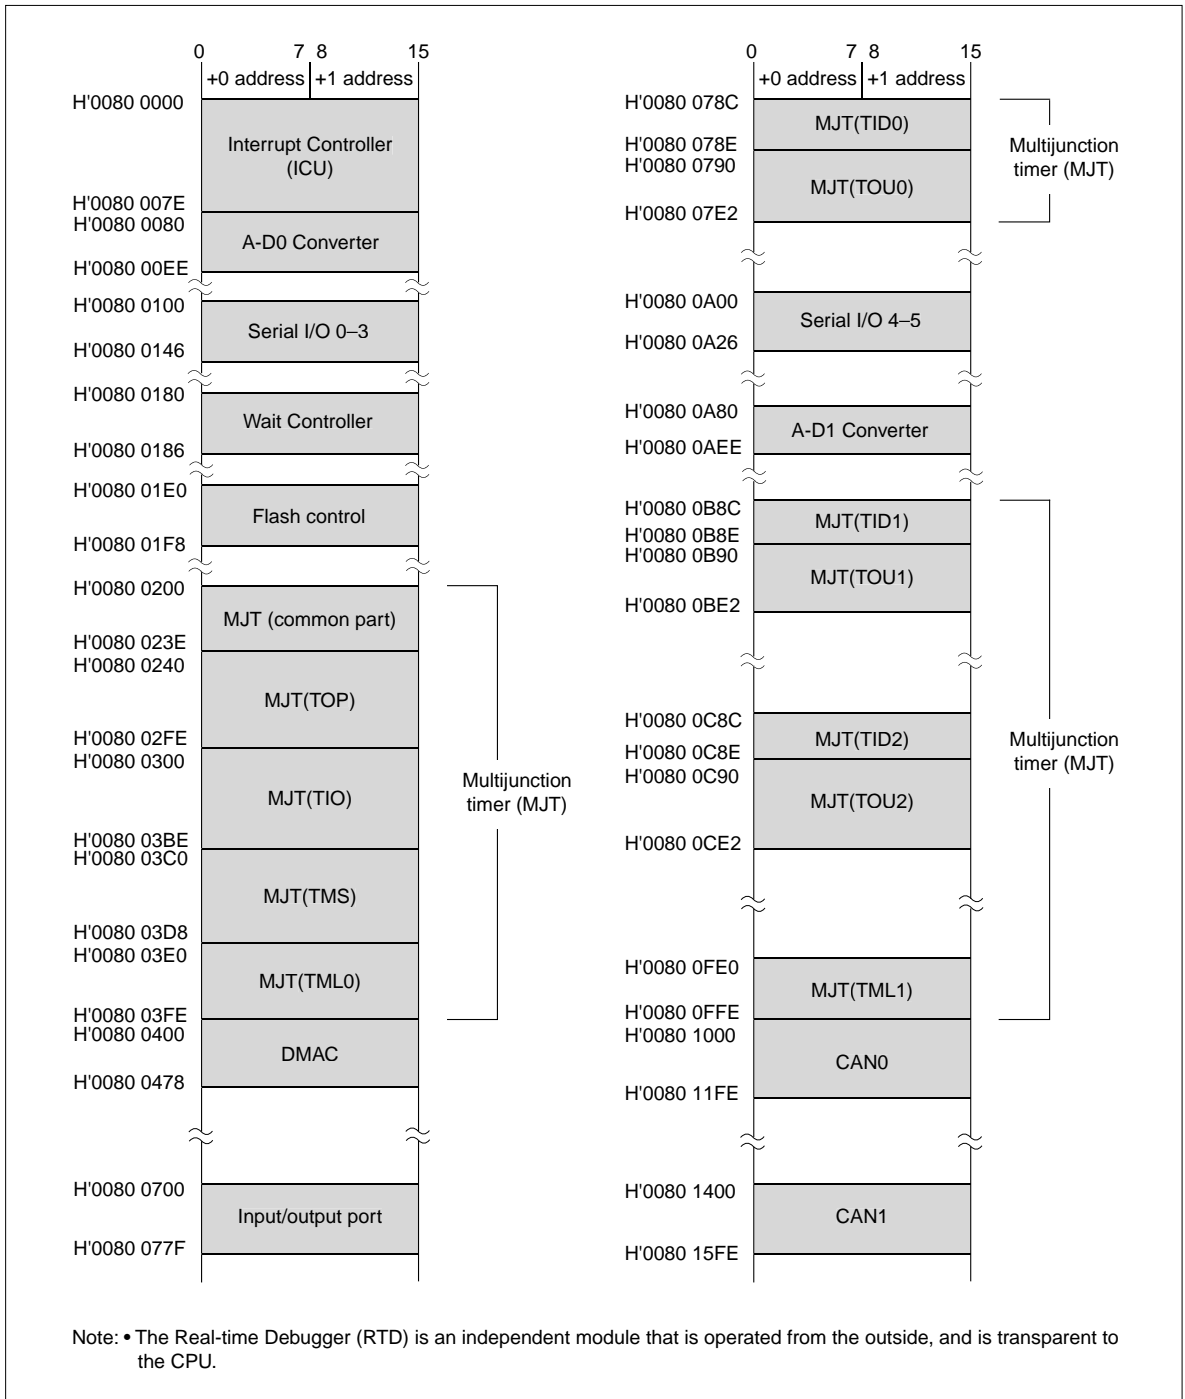 0 7 8 15
+0 address +1 address
H'0080 0000
Interrupt Controller
(ICU)
H'0080 007E
H'0080 0080
A-D0 Converter
H'0080 00EE
H'0080 0100
Serial I/O 0–3
H'0080 0146
H'0080 0180
Wait Controller
H'0080 0186
H'0080 01E0
Flash control
H'0080 01F8
H'0080 0200
MJT (common part)
H'0080 023E
H'0080 0240
MJT(TOP)
H'0080 02FE
H'0080 0300
MJT(TIO)
Multijunction
timer (MJT)
H'0080 03BE
H'0080 03C0
MJT(TMS)
H'0080 03D8
H'0080 03E0
MJT(TML0)
H'0080 03FE
H'0080 0400
DMAC
H'0080 0478
H'0080 0700
Input/output port
H'0080 077F
0 7 8 15
+0 address +1 address
H'0080 078C
MJT(TID0)
H'0080 078E
H'0080 0790
MJT(TOU0)
H'0080 07E2
Multijunction
timer (MJT)
H'0080 0A00
Serial I/O 4–5
H'0080 0A26
H'0080 0A80
A-D1 Converter
H'0080 0AEE
H'0080 0B8C
MJT(TID1)
H'0080 0B8E
H'0080 0B90
MJT(TOU1)
H'0080 0BE2
H'0080 0C8C
MJT(TID2)
H'0080 0C8E
H'0080 0C90
MJT(TOU2)
H'0080 0CE2
Multijunction
timer (MJT)
H'0080 0FE0
MJT(TML1)
H'0080 0FFE
H'0080 1000
CAN0
H'0080 11FE
H'0080 1400
CAN1
H'0080 15FE
Note: • The Real-time Debugger (RTD) is an independent module that is operated from the outside, and is transparent to
the CPU.